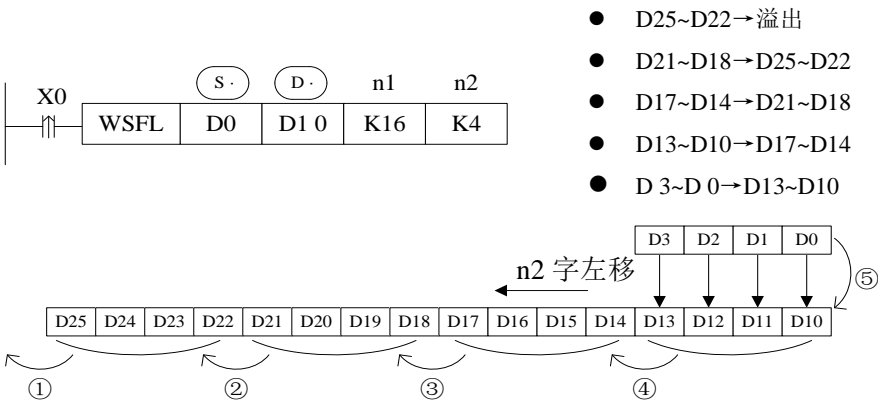 ● D25~D22→溢出
● D21~D18→D25~D22
● D17~D14→D21~D18
● D13~D10→D17~D14
● D 3~D 0→D13~D10
S · D · n1 n2
X0
WSFL D0 D1 0 K16 K4
D3 D2 D1 D0
n2 字左移
⑤
D25 D24 D23 D22 D21 D20 D19 D18 D17 D16 D15 D14 D13 D12 D11 D10
① ② ③ ④